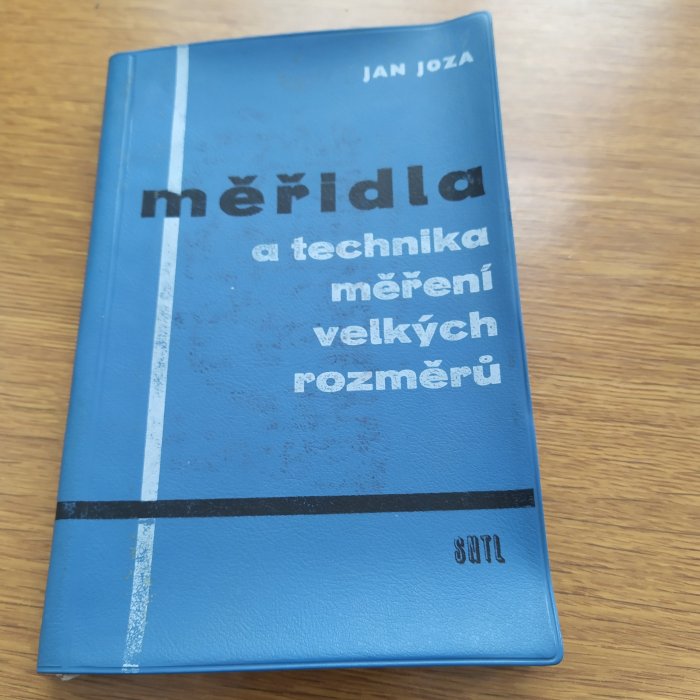 JAN JOZA
měřidla
a technika
měření
velkých
rozměrů
SNTL